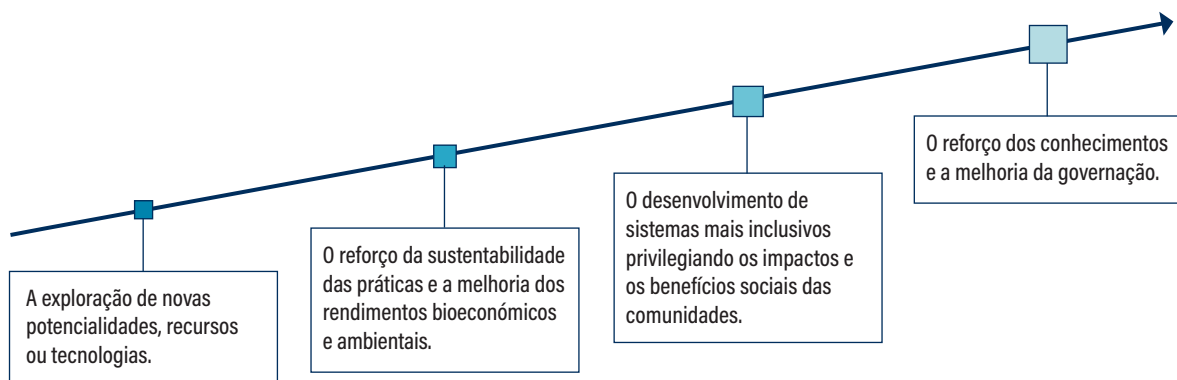 A exploração de novas
potencialidades, recursos
ou tecnologias.
O reforço da sustentabilidade
das práticas e a melhoria dos
rendimentos bioeconómicos
e ambientais.
O desenvolvimento de
sistemas mais inclusivos
privilegiando os impactos e
os benefícios sociais das
comunidades.
O reforço dos conhecimentos
e a melhoria da governação.